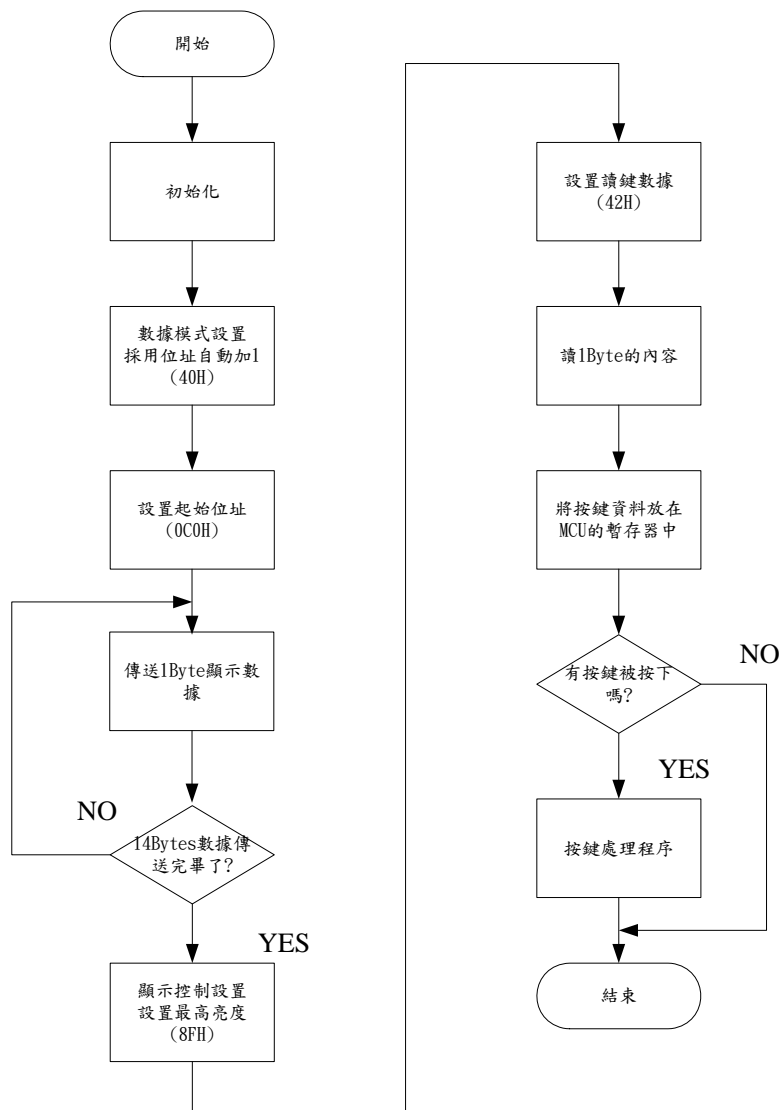 開始
初始化
數據模式設置
採用位址自動加1
(40H)
設置起始位址
(0C0H)
傳送1Byte顯示數
據
NO
14Bytes數據傳
送完畢了?
YES
顯示控制設置
設置最高亮度
(8FH)
設置讀鍵數據
(42H)
讀1Byte的內容
將按鍵資料放在
MCU的暫存器中
有按鍵被按下
嗎?
NO
YES
按鍵處理程序
結束